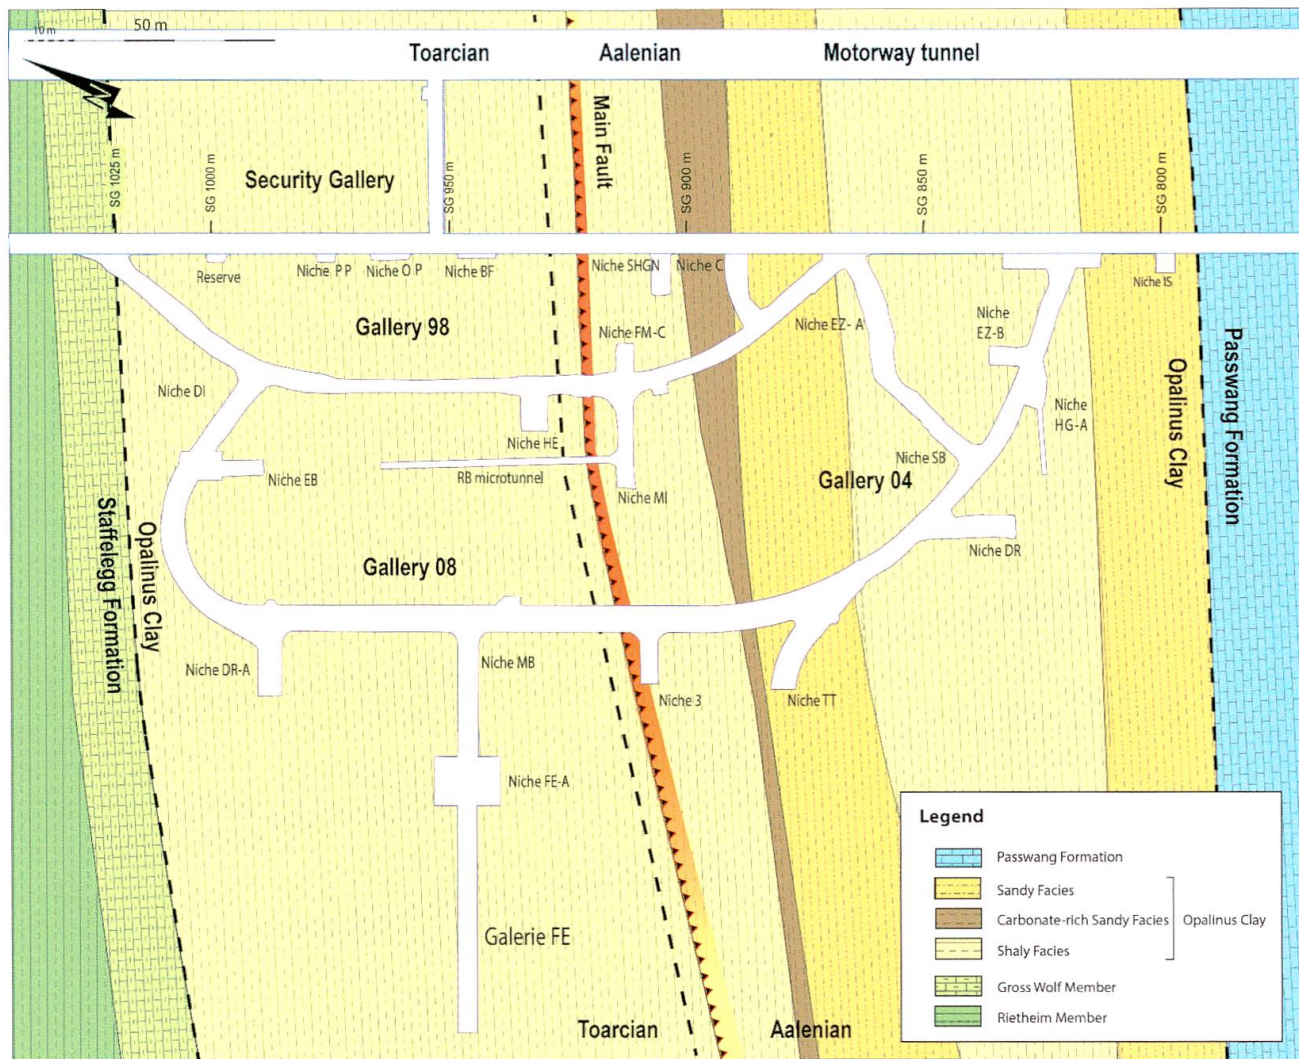 10 m
50 m
Toarcian
Aalenian
Motorway tunnel
N
Main Fault
SG 1025 m
SG 1000 m
Security Gallery
SG 950 m
SG 900 m
SG 850 m
SG 800 m
Reserve
Niche PP
Niche OP
Niche BF
Niche SHGN
Niche C
Niche IS
Gallery 98
Niche FM-C
Niche EZ-A
Niche
EZ-B
Niche DI
Niche
HG-A
Niche HE
Niche EB
RB microtunnel
Niche MI
Niche SB
Gallery 04
Opalinus Clay
Passwang Formation
Staffelegg Formation
Opalinus Clay
Gallery 08
Niche DR
Niche DR-A
Niche MB
Niche 3
Niche TT
Niche FE-A
Galerie FE
Toarcian
Aalenian
Legend
Passwang Formation
Sandy Facies
Carbonate-rich Sandy Facies
Opalinus Clay
Shaly Facies
Gross Wolf Member
Rietheim Member